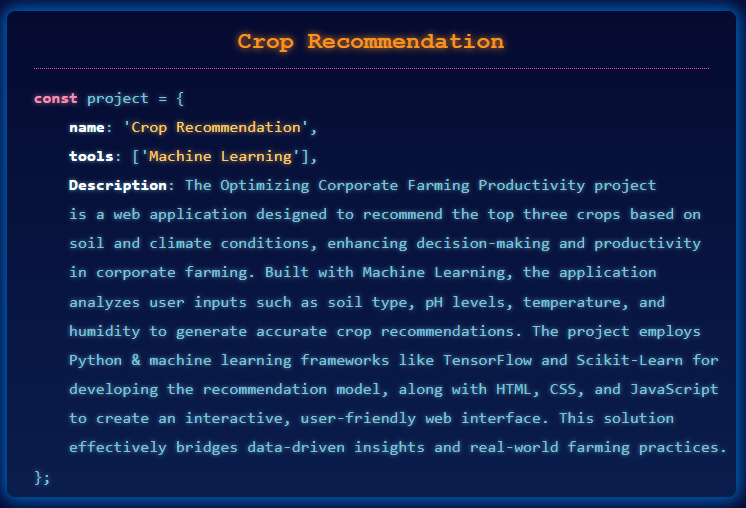 Crop Recommendation
const project = {
name: 'Crop Recommendation',
tools: ['Machine Learning'],
Description: The Optimizing Corporate Farming Productivity project
is a web application designed to recommend the top three crops based on
soil and climate conditions, enhancing decision-making and productivity
in corporate farming. Built with Machine Learning, the application
analyzes user inputs such as soil type, pH levels, temperature, and
humidity to generate accurate crop recommendations. The project employs
Python & machine learning frameworks like TensorFlow and Scikit-Learn for
developing the recommendation model, along with HTML, CSS, and JavaScript
to create an interactive, user-friendly web interface. This solution
effectively bridges data-driven insights and real-world farming practices.
};